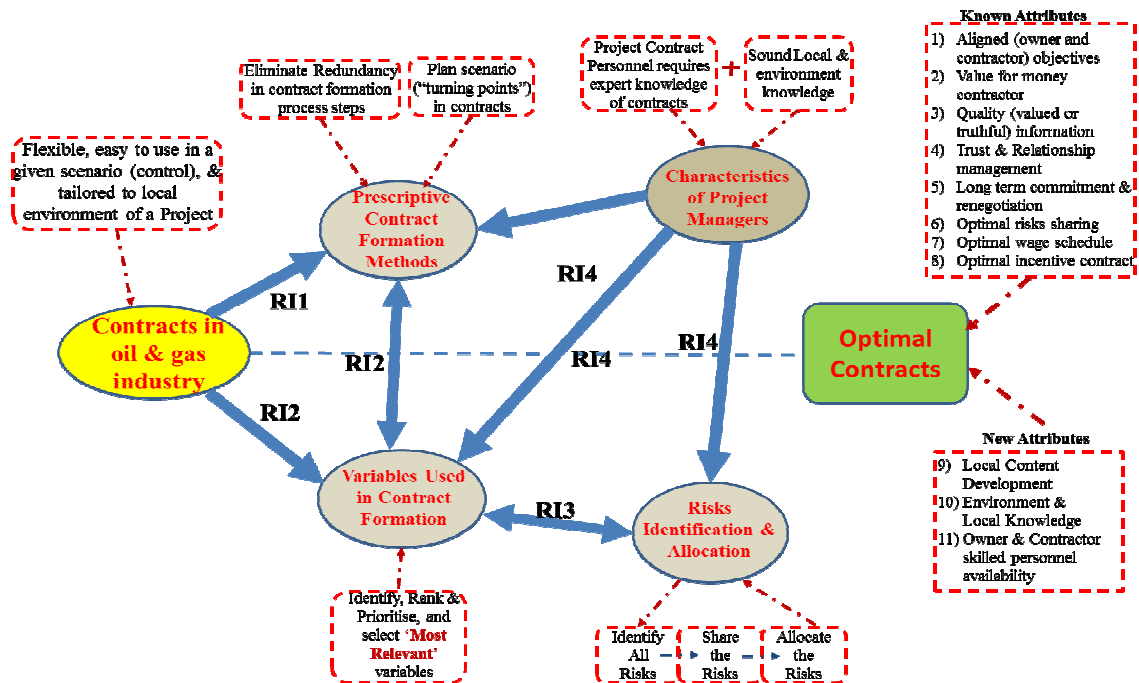 Known Attributes
1) Aligned (owner and
contractor) objectives
2) Value for money
contractor
3) Quality (valued or
truthful) information
4) Trust & Relationship
management
5) Long term commitment &
renegotiation
6) Optimal risks sharing
7) Optimal wage schedule
8) Optimal incentive contract
Eliminate Redundancy
in contract formation
process steps
Plan scenario
(“turning points”)
in contracts
Project Contract
Personnel requires
expert knowledge
of contracts
+
Sound Local &
environment
knowledge
Flexible, easy to use in a
given scenario (control), &
tailored to local
environment of a Project
Prescriptive
Contract
Formation
Methods
Characteristics
of Project
Managers
RI1
RI4
Contracts in
oil & gas
industry
RI2
RI4
RI4
Optimal
Contracts
RI2
Variables Used
in Contract
Formation
RI3
Risks
Identification &
Allocation
New Attributes
9) Local Content
Development
10) Environment &
Local Knowledge
11) Owner & Contractor
skilled personnel
availability
Identify, Rank &
Prioritise, and
select ‘Most
Relevant’
variables
Identify
All
Risks
Share
the
Risks
Allocate
the
Risks